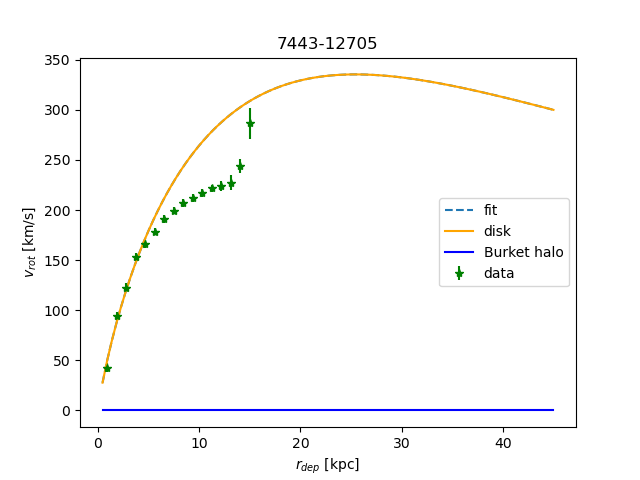 7443-12705
350
300
250
200
150
100
50
0
v_rot [km/s]
fit
disk
Burket halo
data
0 10 20 30 40
r_dep [kpc]